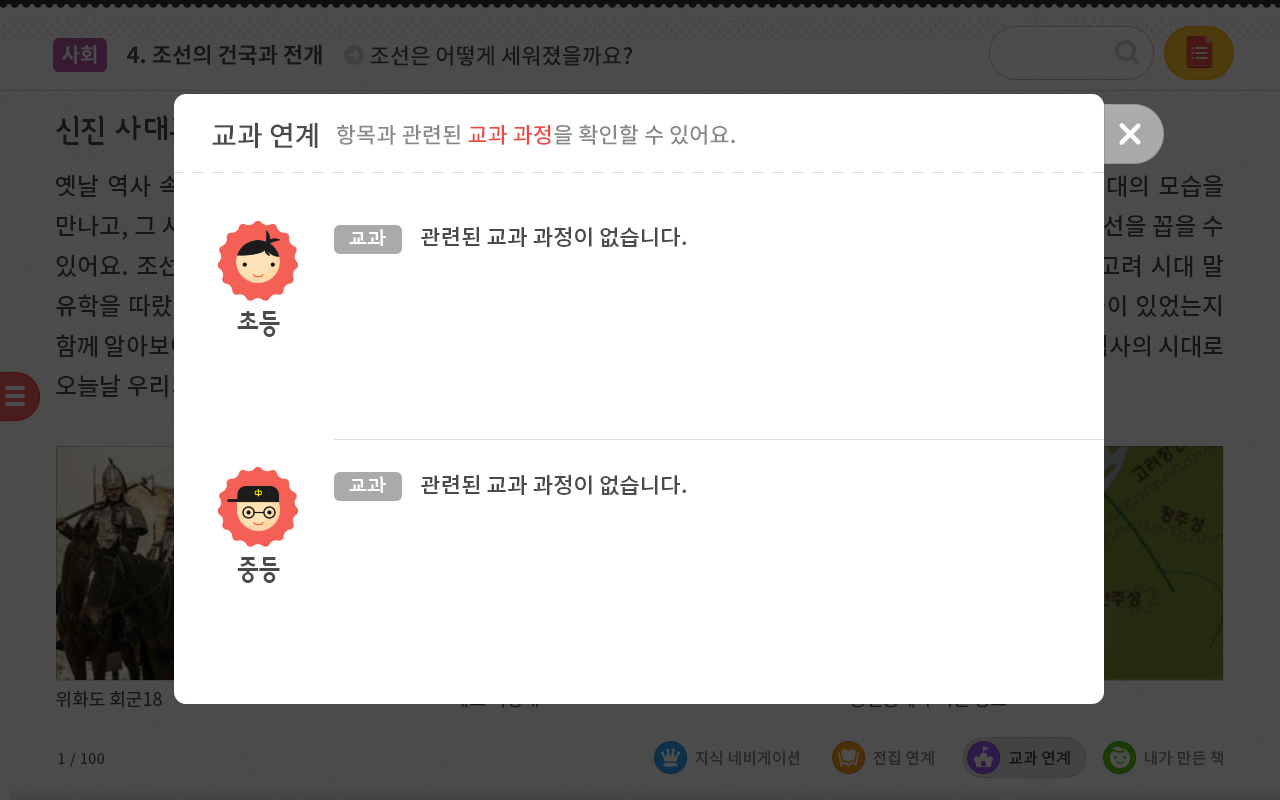 사회 4. 조선의 건국과 전개 조선은 어떻게 세워졌을까요?
신진 사대
교과 연계 항목과 관련된 교과 과정을 확인할 수 있어요.
옛날 역사 대의 모습을
만나고, 그 선을 꼽을 수
있어요. 조선 고려 시대 말
유학을 따랐 이 있었는지
함께 알아보 사의 시대로
오늘날 우리
교과 관련된 교과 과정이 없습니다.
초등
교과 관련된 교과 과정이 없습니다.
중등
고려장
정주성
위화도 회군18
1 / 100 지식 네비게이션 전집 연계 교과 연계 내가 만든 책